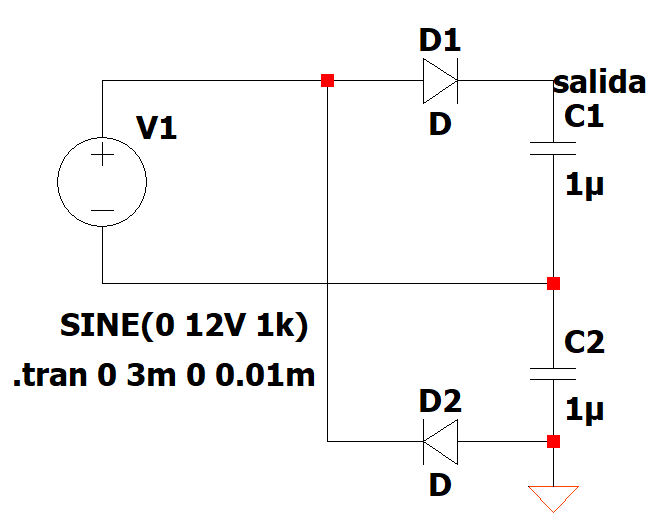 D1
salida
V1
D
C1
1µ
SINE(0 12V 1k)
.tran 0 3m 0 0.01m
C2
1µ
D2
D